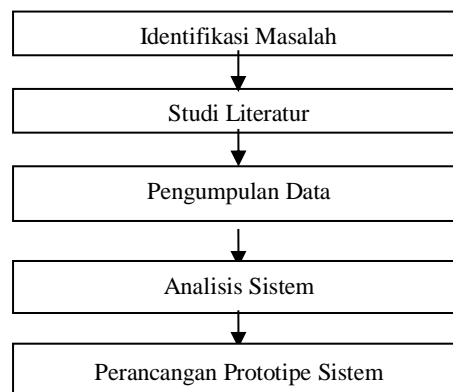 Identifikasi Masalah
Studi Literatur
Pengumpulan Data
Analisis Sistem
Perancangan Prototipe Sistem